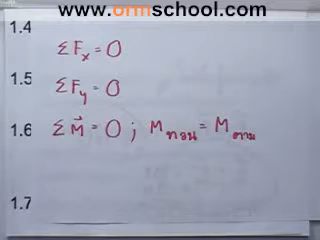 www.ormschool.com
1.4
ΣFx = 0
1.5
ΣFy = 0
1.6 ΣM⃗ = 0 ; Mทวน = Mตาม
1.7